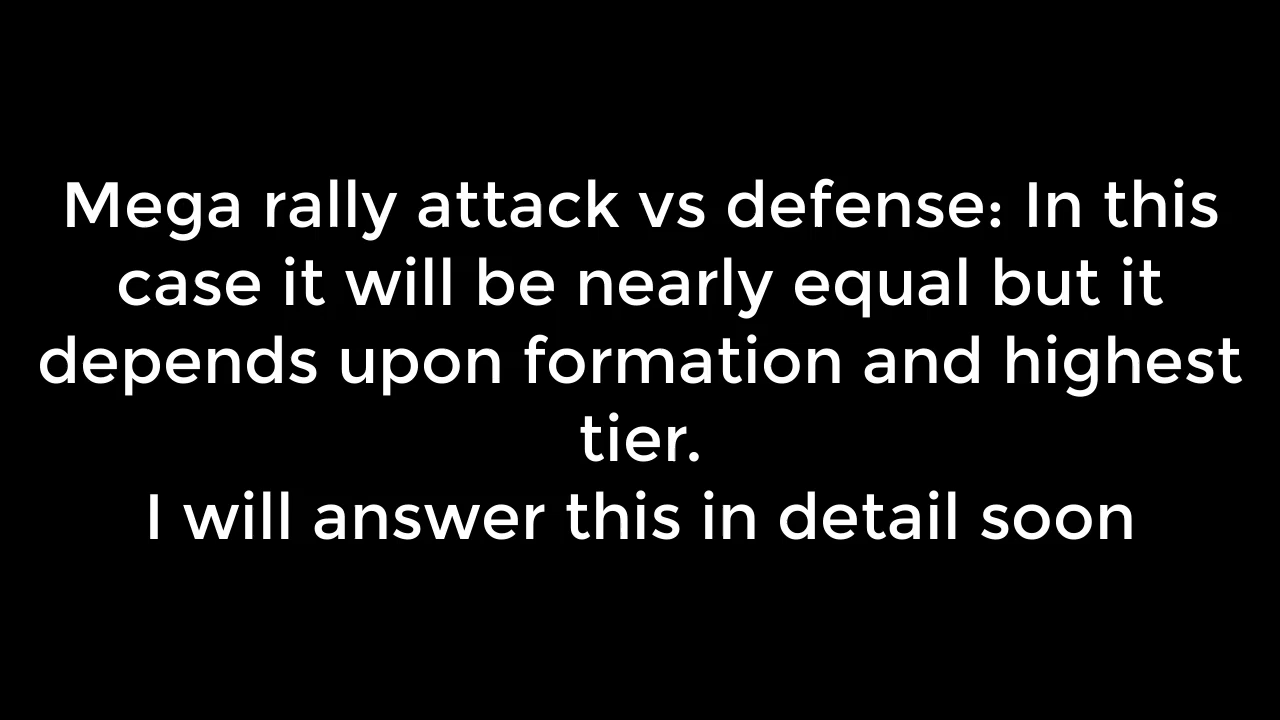 Mega rally attack vs defense: In this
case it will be nearly equal but it
depends upon formation and highest
tier.
I will answer this in detail soon